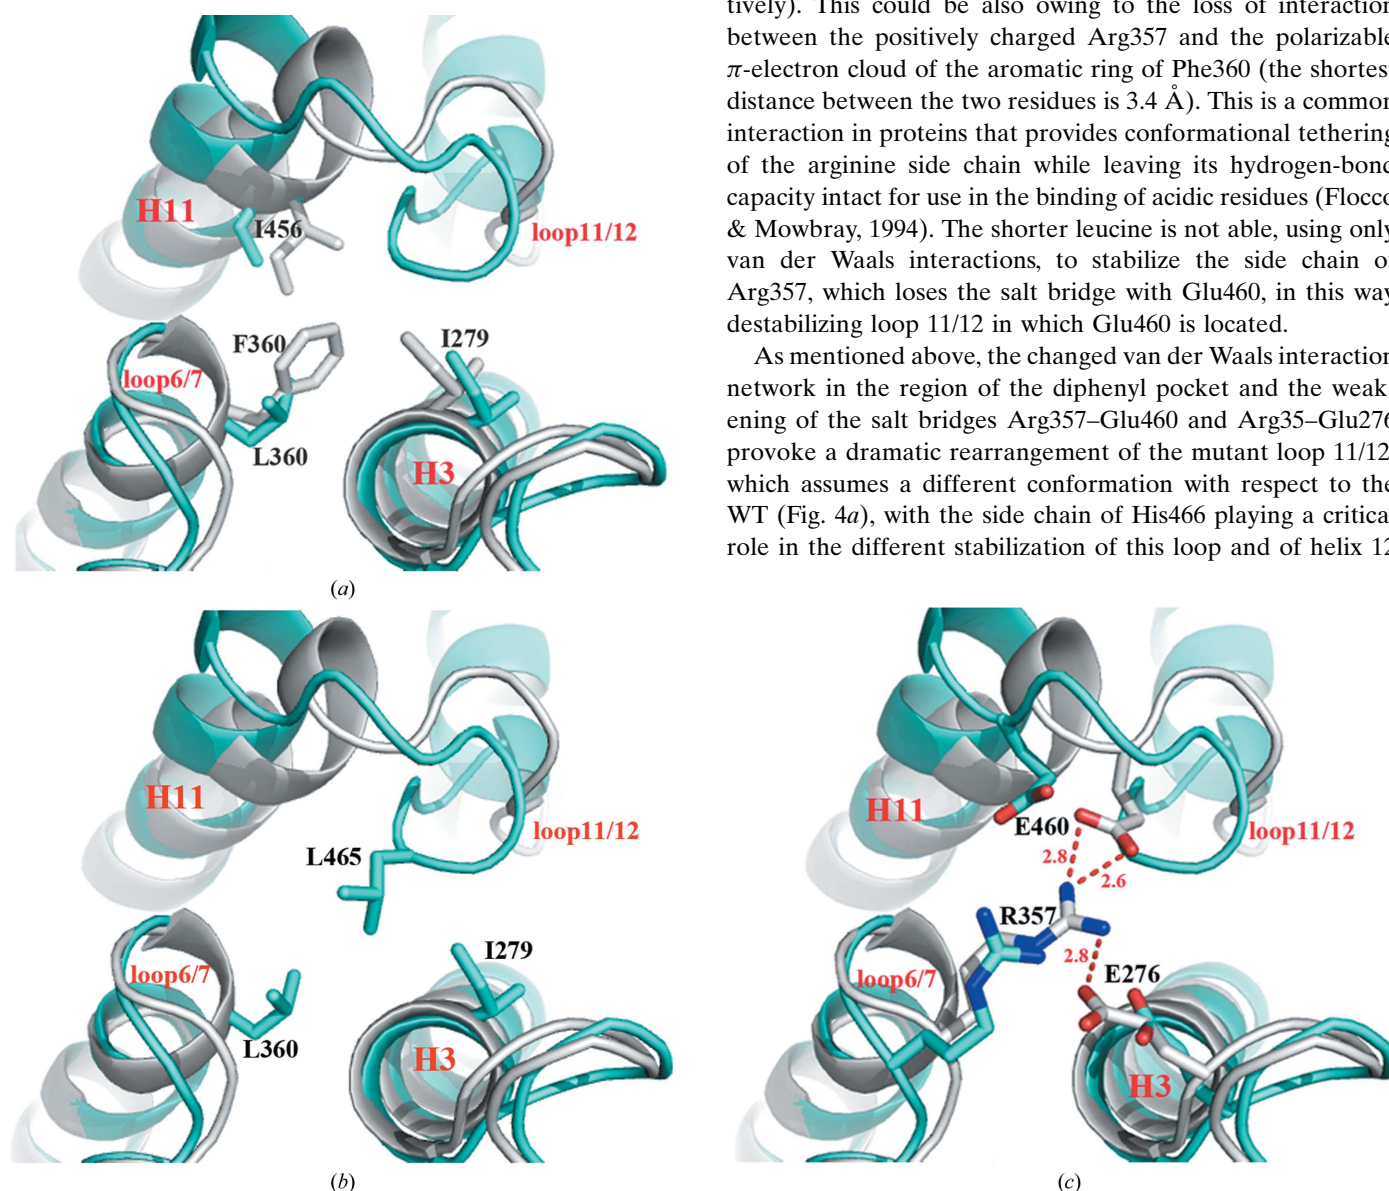 tively). This could be also owing to the loss of interaction
between the positively charged Arg357 and the polarizable
π-electron cloud of the aromatic ring of Phe360 (the shortest
distance between the two residues is 3.4 Å). This is a common
interaction in proteins that provides conformational tethering
of the arginine side chain while leaving its hydrogen-bond
capacity intact for use in the binding of acidic residues (Flocco
& Mowbray, 1994). The shorter leucine is not able, using only
van der Waals interactions, to stabilize the side chain of
Arg357, which loses the salt bridge with Glu460, in this way
destabilizing loop 11/12 in which Glu460 is located.
As mentioned above, the changed van der Waals interaction
network in the region of the diphenyl pocket and the weak-
ening of the salt bridges Arg357–Glu460 and Arg35–Glu276
provoke a dramatic rearrangement of the mutant loop 11/12,
which assumes a different conformation with respect to the
WT (Fig. 4a), with the side chain of His466 playing a critical
role in the different stabilization of this loop and of helix 12
H11
I456
loop11/12
F360
I279
loop6/7
L360
H3
(a)
H11
loop11/12
L465
I279
loop6/7
L360
H3
(b)
H11
E460
loop11/12
2.8
2.6
R357
2.8
E276
loop6/7
H3
(c)